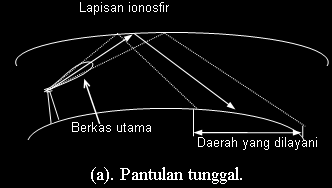 Lapisan ionosfir
Berkas utama
Daerah yang dilayani
(a). Pantulan tunggal.